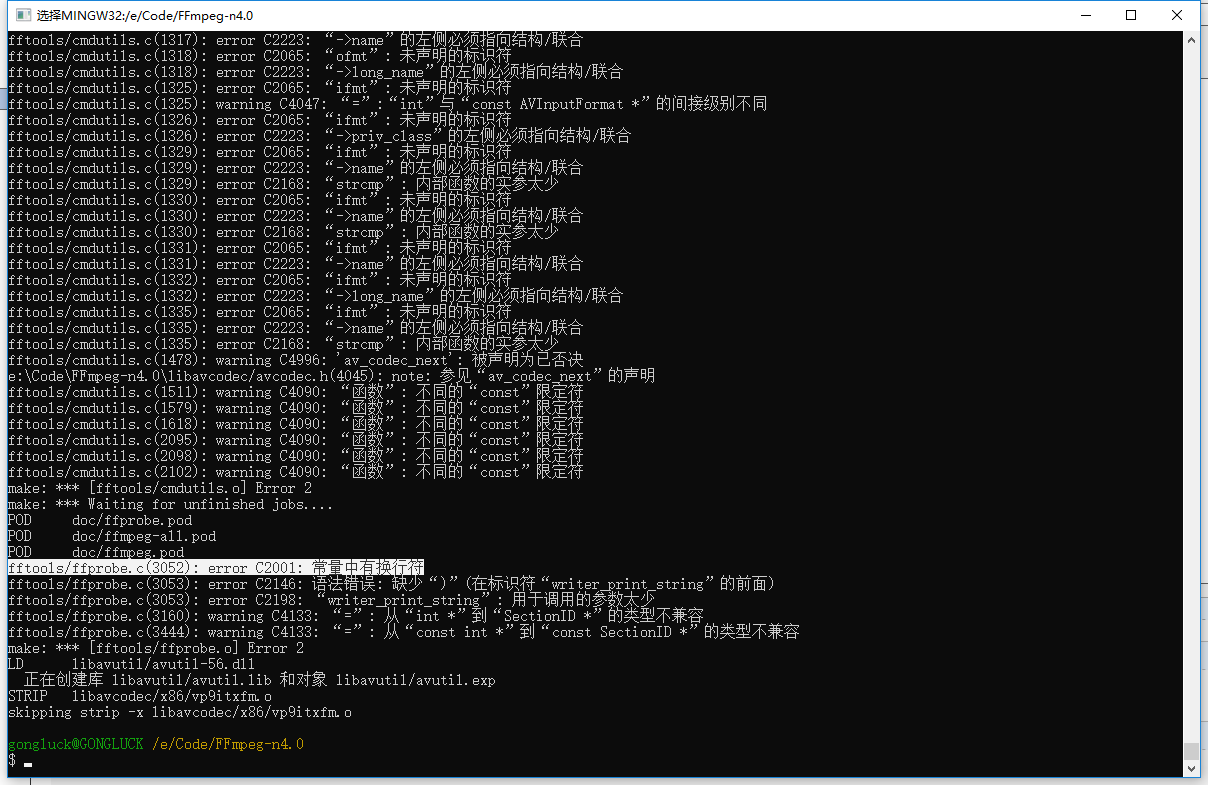 选择MINGW32:/e/Code/FFmpeg-n4.0
fftools/cmdutils.c(1317): error C2223: “->name”的左侧必须指向结构/联合
fftools/cmdutils.c(1318): error C2065: “ofmt”: 未声明的标识符
fftools/cmdutils.c(1318): error C2223: “->long_name”的左侧必须指向结构/联合
fftools/cmdutils.c(1325): error C2065: “ifmt”: 未声明的标识符
fftools/cmdutils.c(1325): warning C4047: “=”:“int”与“const AVInputFormat *”的间接级别不同
fftools/cmdutils.c(1326): error C2065: “ifmt”: 未声明的标识符
fftools/cmdutils.c(1326): error C2223: “->priv_class”的左侧必须指向结构/联合
fftools/cmdutils.c(1329): error C2065: “ifmt”: 未声明的标识符
fftools/cmdutils.c(1329): error C2223: “->name”的左侧必须指向结构/联合
fftools/cmdutils.c(1329): error C2168: “strcmp”: 内部函数的实参太少
fftools/cmdutils.c(1330): error C2065: “ifmt”: 未声明的标识符
fftools/cmdutils.c(1330): error C2223: “->name”的左侧必须指向结构/联合
fftools/cmdutils.c(1330): error C2168: “strcmp”: 内部函数的实参太少
fftools/cmdutils.c(1331): error C2065: “ifmt”: 未声明的标识符
fftools/cmdutils.c(1331): error C2223: “->name”的左侧必须指向结构/联合
fftools/cmdutils.c(1332): error C2065: “ifmt”: 未声明的标识符
fftools/cmdutils.c(1332): error C2223: “->long_name”的左侧必须指向结构/联合
fftools/cmdutils.c(1335): error C2065: “ifmt”: 未声明的标识符
fftools/cmdutils.c(1335): error C2223: “->name”的左侧必须指向结构/联合
fftools/cmdutils.c(1335): error C2168: “strcmp”: 内部函数的实参太少
fftools/cmdutils.c(1478): warning C4996: 'av_codec_next': 被声明为已否决
e:\Code\FFmpeg-n4.0\libavcodec/avcodec.h(4045): note: 参见“av_codec_next”的声明
fftools/cmdutils.c(1511): warning C4090: “函数”: 不同的“const”限定符
fftools/cmdutils.c(1579): warning C4090: “函数”: 不同的“const”限定符
fftools/cmdutils.c(1618): warning C4090: “函数”: 不同的“const”限定符
fftools/cmdutils.c(2095): warning C4090: “函数”: 不同的“const”限定符
fftools/cmdutils.c(2098): warning C4090: “函数”: 不同的“const”限定符
fftools/cmdutils.c(2102): warning C4090: “函数”: 不同的“const”限定符
make: *** [fftools/cmdutils.o] Error 2
make: *** Waiting for unfinished jobs....
POD     doc/ffprobe.pod
POD     doc/ffmpeg-all.pod
POD     doc/ffmpeg.pod
fftools/ffprobe.c(3052): error C2001: 常量中有换行符
fftools/ffprobe.c(3053): error C2146: 语法错误: 缺少“)”(在标识符“writer_print_string”的前面)
fftools/ffprobe.c(3053): error C2198: “writer_print_string”: 用于调用的参数太少
fftools/ffprobe.c(3160): warning C4133: “=”: 从“int *”到“SectionID *”的类型不兼容
fftools/ffprobe.c(3444): warning C4133: “=”: 从“const int *”到“const SectionID *”的类型不兼容
make: *** [fftools/ffprobe.o] Error 2
LD      libavutil/avutil-56.dll
  正在创建库 libavutil/avutil.lib 和对象 libavutil/avutil.exp
STRIP   libavcodec/x86/vp9itxfm.o
skipping strip -x libavcodec/x86/vp9itxfm.o
gongluck@GONGLUCK /e/Code/FFmpeg-n4.0
$